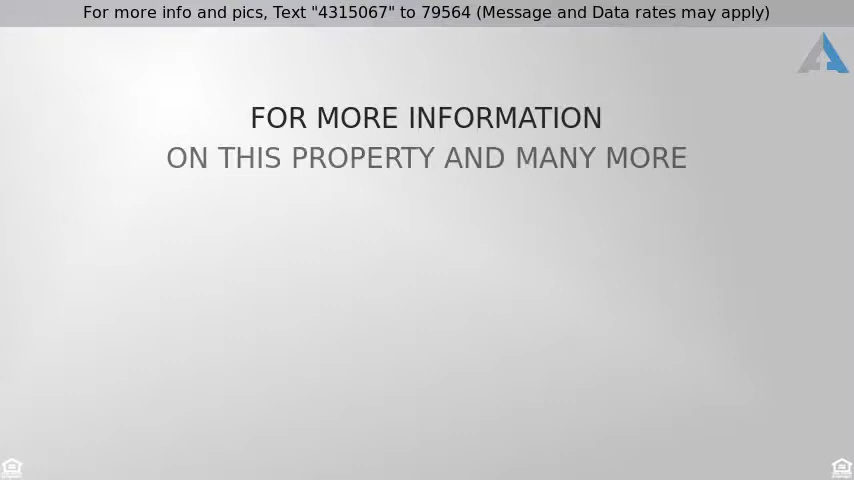 For more info and pics, Text "4315067" to 79564 (Message and Data rates may apply)
FOR MORE INFORMATION
ON THIS PROPERTY AND MANY MORE